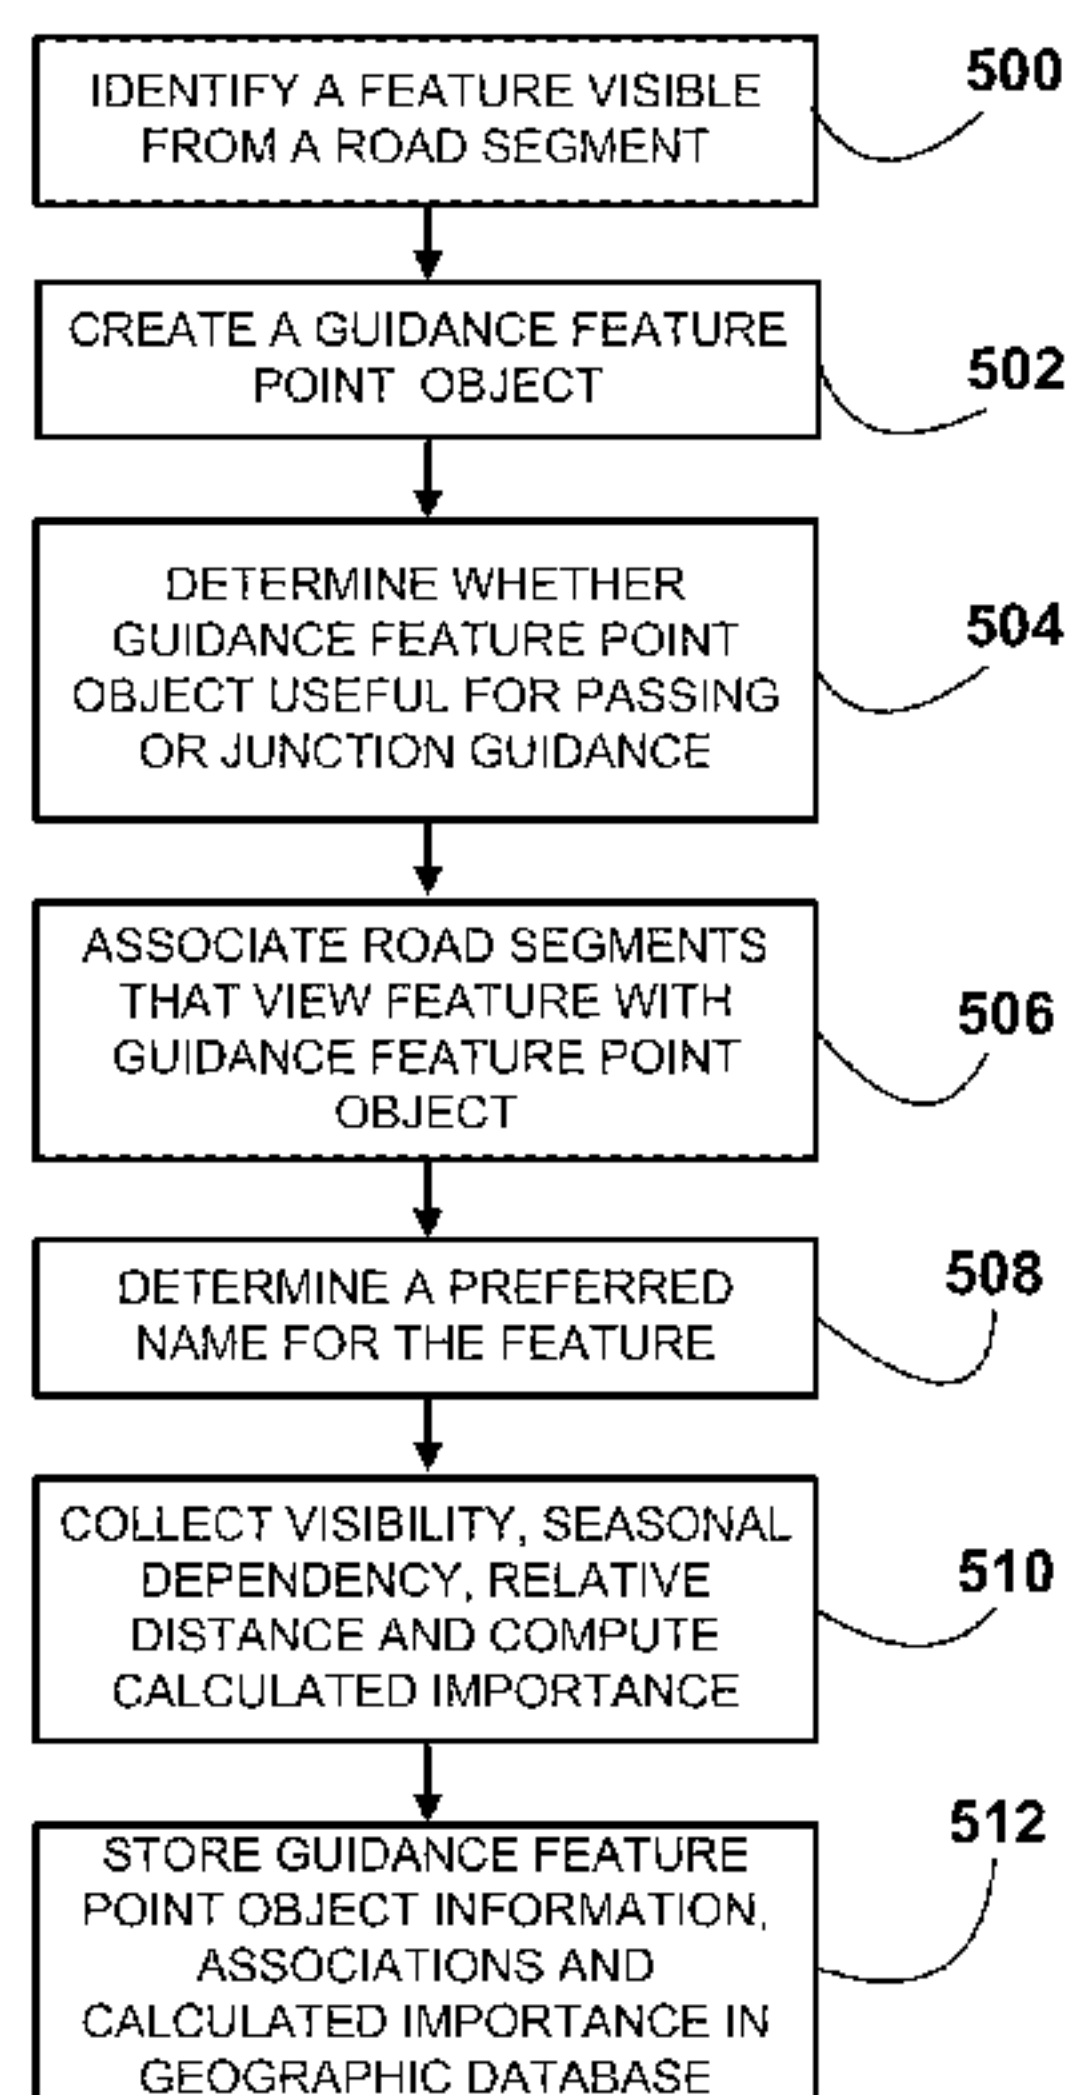 IDENTIFY A FEATURE VISIBLE
FROM A ROAD SEGMENT
500
CREATE A GUIDANCE FEATURE
POINT OBJECT
502
DETERMINE WHETHER
GUIDANCE FEATURE POINT
OBJECT USEFUL FOR PASSING
OR JUNCTION GUIDANCE
504
ASSOCIATE ROAD SEGMENTS
THAT VIEW FEATURE WITH
GUIDANCE FEATURE POINT
OBJECT
506
DETERMINE A PREFERRED
NAME FOR THE FEATURE
508
COLLECT VISIBILITY, SEASONAL
DEPENDENCY, RELATIVE
DISTANCE AND COMPUTE
CALCULATED IMPORTANCE
510
STORE GUIDANCE FEATURE
POINT OBJECT INFORMATION,
ASSOCIATIONS AND
CALCULATED IMPORTANCE IN
GEOGRAPHIC DATABASE
512